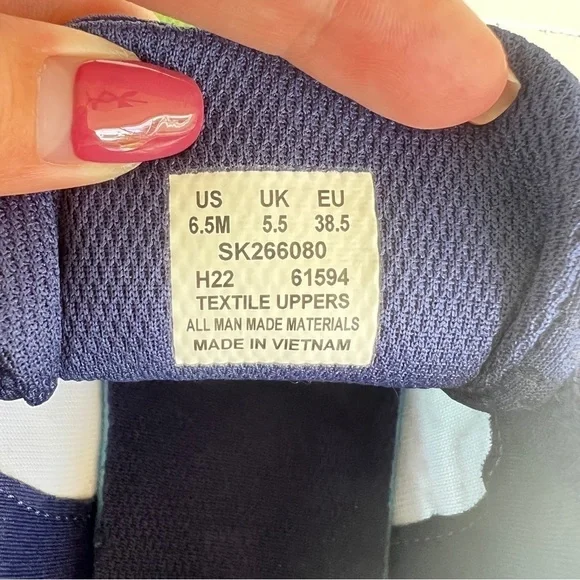 US UK EU
6.5M 5.5 38.5
SK266080
H22 61594
TEXTILE UPPERS
ALL MAN MADE MATERIALS
MADE IN VIETNAM